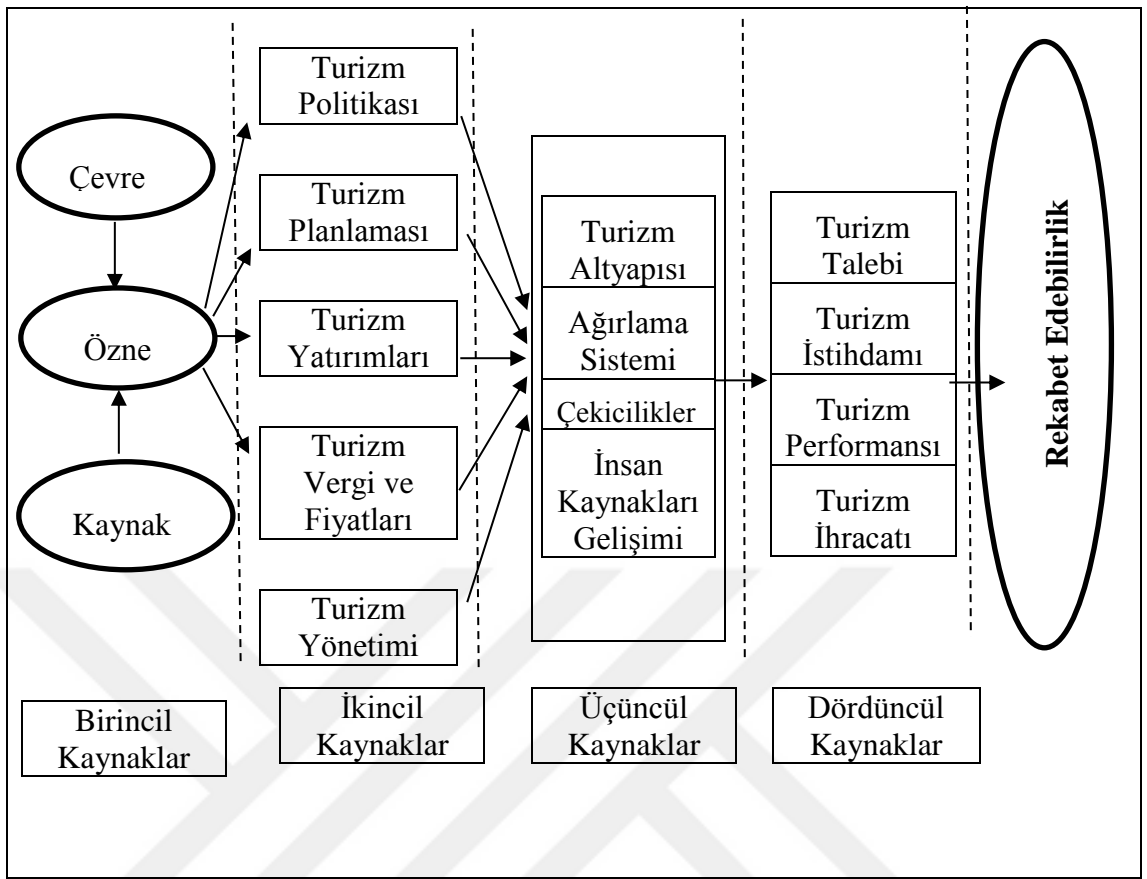 Çevre
Özne
Kaynak
Birincil
Kaynaklar
Turizm
Politikası
Turizm
Planlaması
Turizm
Yatırımları
Turizm
Vergi ve
Fiyatları
Turizm
Yönetimi
İkincil
Kaynaklar
Turizm
Altyapısı
Ağırlama
Sistemi
Çekicilikler
İnsan
Kaynakları
Gelişimi
Üçüncül
Kaynaklar
Turizm
Talebi
Turizm
İstihdamı
Turizm
Performansı
Turizm
İhracatı
Dördüncül
Kaynaklar
Rekabet Edebilirlik